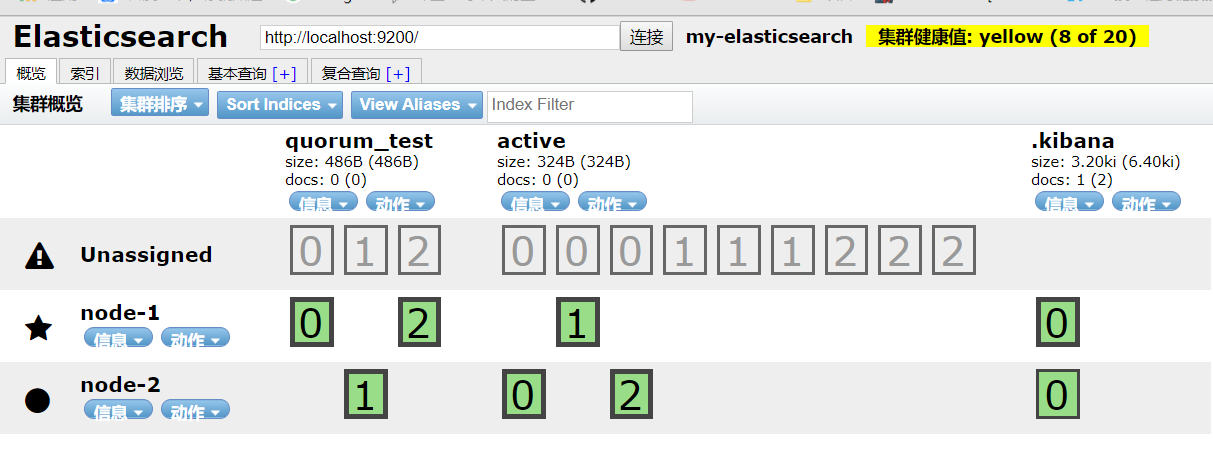 Elasticsearch http://localhost:9200/ 连接 my-elasticsearch 集群健康值: yellow (8 of 20)
概览 索引 数据浏览 基本查询 [+] 复合查询 [+]
集群概览 集群排序 Sort Indices View Aliases Index Filter
quorum_test active .kibana
size: 486B (486B) size: 324B (324B) size: 3.20ki (6.40ki)
docs: 0 (0) docs: 0 (0) docs: 1 (2)
信息 动作 信息 动作 信息 动作
Unassigned 0 1 2 0 0 0 1 1 1 2 2 2
node-1 0 2 1 0
信息 动作
node-2 1 0 2 0
信息 动作